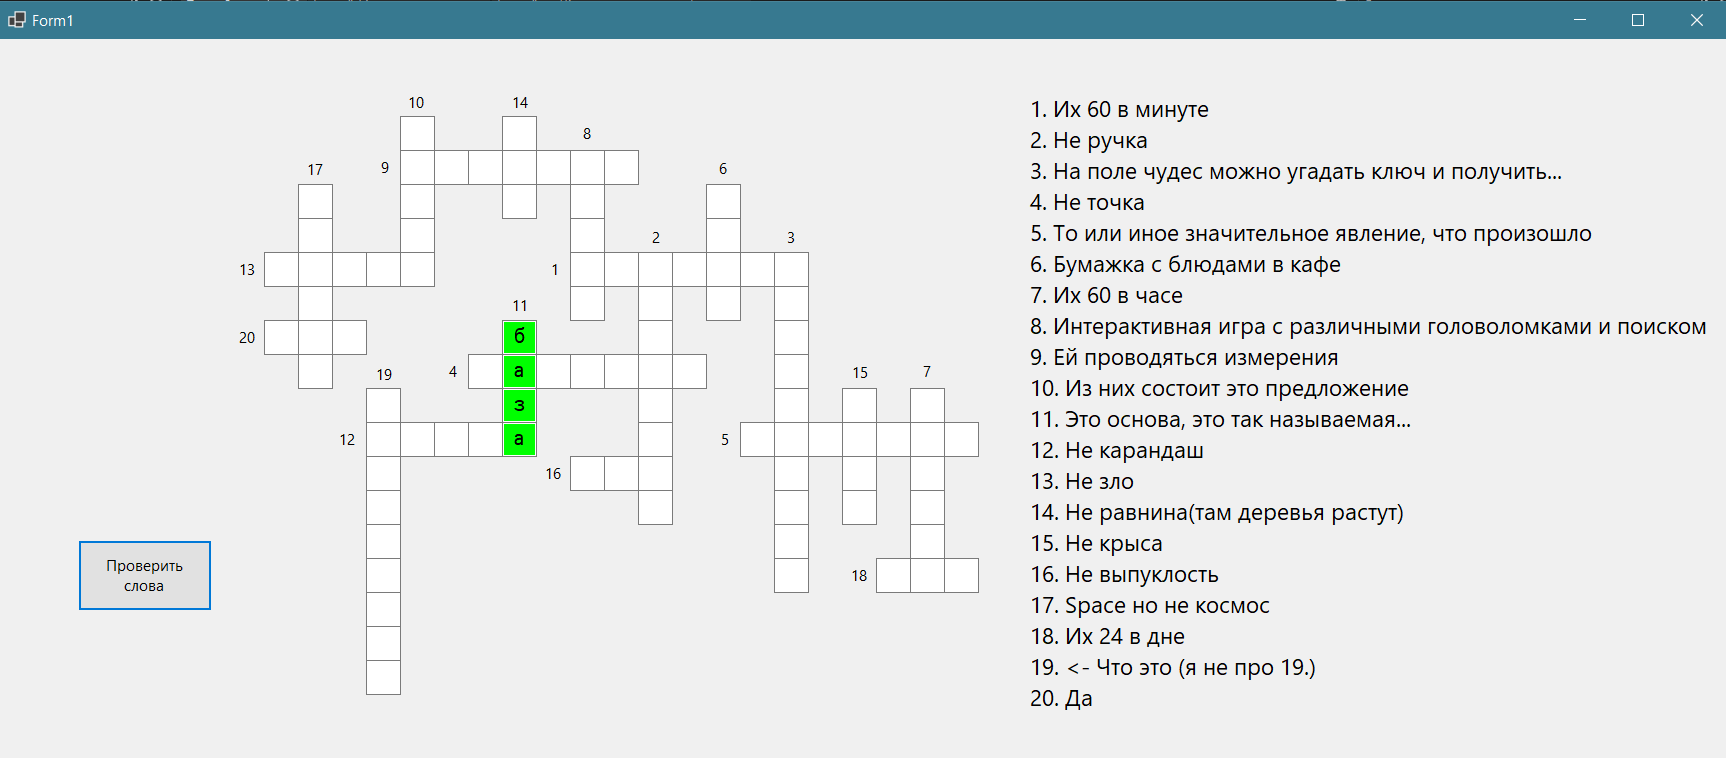 Form1
10 14
8
17 9 6
2 3
13 1
11
20 б
19 4 а 15 7
з
12 а 5
16
18
Проверить
слова
1. Их 60 в минуте
2. Не ручка
3. На поле чудес можно угадать ключ и получить...
4. Не точка
5. То или иное значительное явление, что произошло
6. Бумажка с блюдами в кафе
7. Их 60 в часе
8. Интерактивная игра с различными головоломками и поиском
9. Ей проводяться измерения
10. Из них состоит это предложение
11. Это основа, это так называемая...
12. Не карандаш
13. Не зло
14. Не равнина(там деревья растут)
15. Не крыса
16. Не выпуклость
17. Space но не космос
18. Их 24 в дне
19. <- Что это (я не про 19.)
20. Да